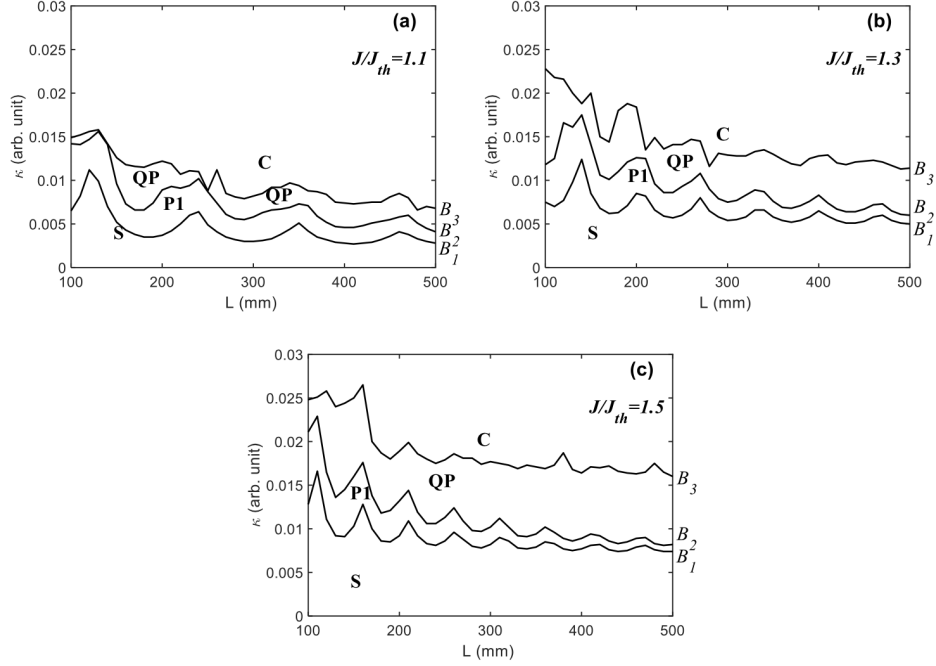 (a)
J/J_th=1.1
0.03
0.025
0.02
0.015
0.01
0.005
0
κ (arb. unit)
C
QP
QP
P1
S
B_3
B_2
B_1
100 200 300 400 500
L (mm)
(b)
J/J_th=1.3
0.03
0.025
0.02
0.015
0.01
0.005
0
κ (arb. unit)
C
QP
P1
S
B_3
B_2
B_1
100 200 300 400 500
L (mm)
(c)
J/J_th=1.5
0.03
0.025
0.02
0.015
0.01
0.005
0
κ (arb. unit)
C
QP
P1
S
B_3
B_2
B_1
100 200 300 400 500
L (mm)